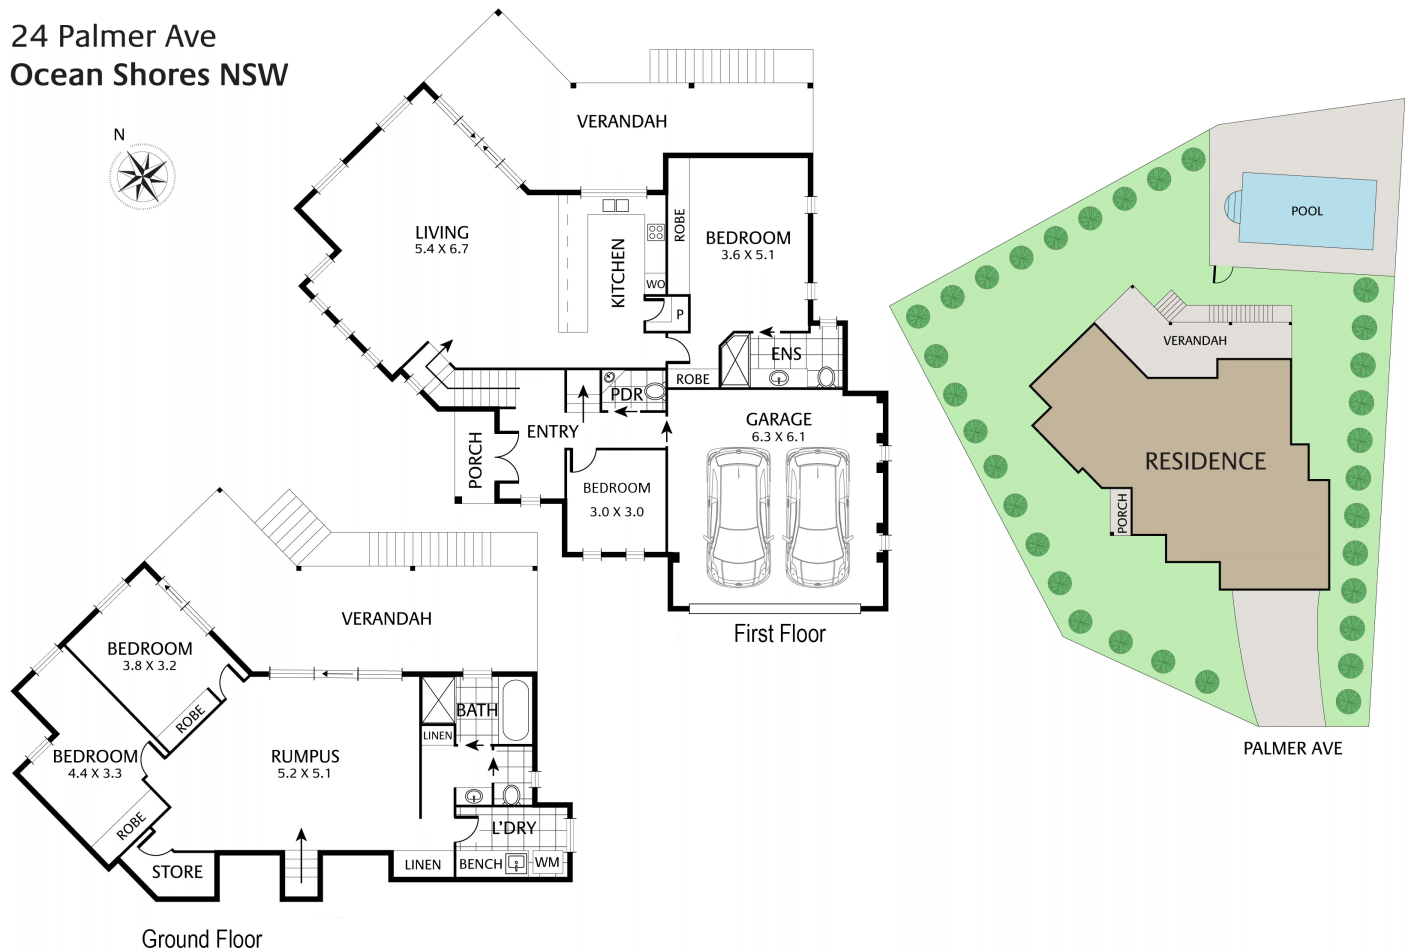 24 Palmer Ave
Ocean Shores NSW
N
VERANDAH
LIVING
5.4 X 6.7
KITCHEN
ROBE
BEDROOM
3.6 X 5.1
WO
P
ENS
ROBE
PDR
ENTRY
PORCH
GARAGE
6.3 X 6.1
BEDROOM
3.0 X 3.0
First Floor
VERANDAH
BEDROOM
3.8 X 3.2
ROBE
BEDROOM
4.4 X 3.3
ROBE
RUMPUS
5.2 X 5.1
BATH
LINEN
L'DRY
STORE
LINEN
BENCH
WM
Ground Floor
POOL
VERANDAH
RESIDENCE
PORCH
PALMER AVE